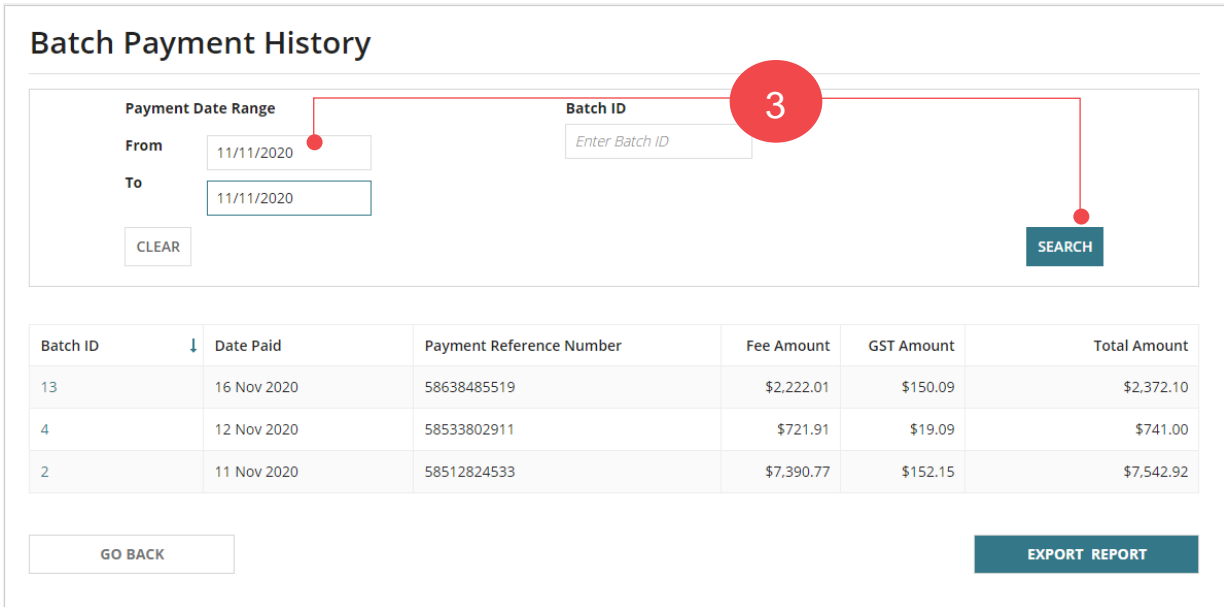 Batch Payment History
3
Payment Date Range Batch ID
From 11/11/2020 Enter Batch ID
To 11/11/2020
CLEAR SEARCH
Batch ID ↓ Date Paid Payment Reference Number Fee Amount GST Amount Total Amount
13 16 Nov 2020 58638485519 $2,222.01 $150.09 $2,372.10
4 12 Nov 2020 58533802911 $721.91 $19.09 $741.00
2 11 Nov 2020 58512824533 $7,390.77 $152.15 $7,542.92
GO BACK EXPORT REPORT